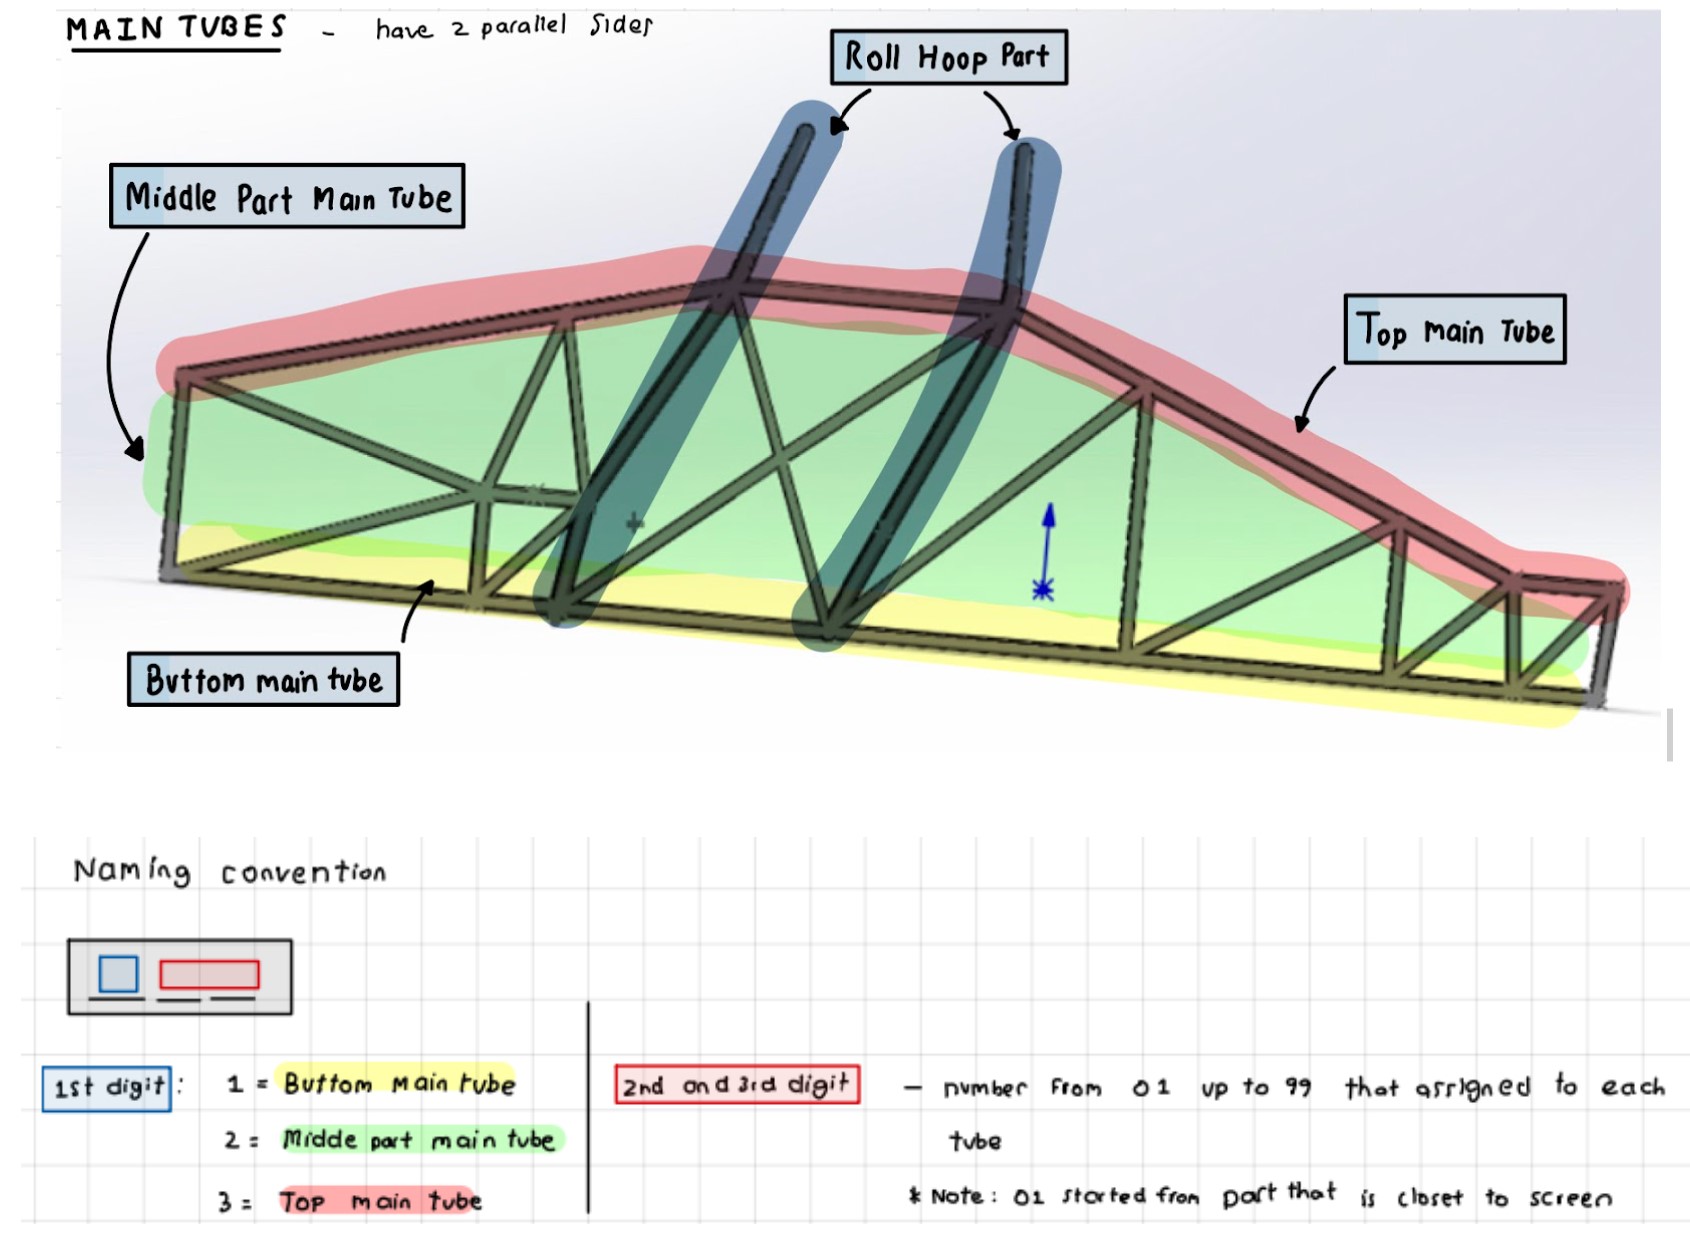 MAIN TUBES - have 2 parallel sides
Roll Hoop Part
Middle Part Main Tube
Top main Tube
Buttom main tube
Naming convention
1st digit : 1 = Buttom main tube
2 = Midde part main tube
3 = Top main tube
2nd and 3rd digit - number from 01 up to 99 that assigned to each
tube
* Note: 01 started from part that is closet to screen